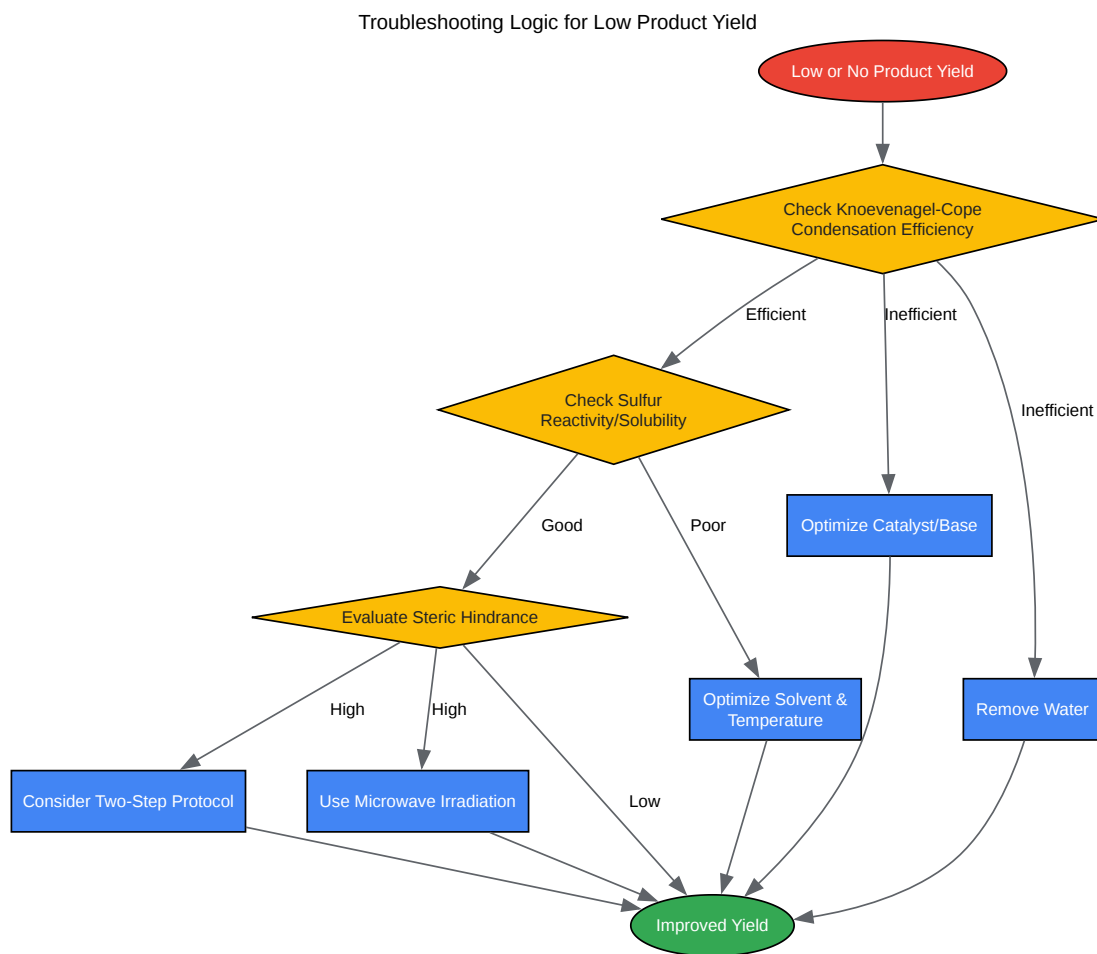 Troubleshooting Logic for Low Product Yield
Low or No Product Yield
Check Knoevenagel-Cope
Condensation Efficiency
Efficient
Inefficient
Inefficient
Check Sulfur
Reactivity/Solubility
Good
Poor
Optimize Catalyst/Base
Evaluate Steric Hindrance
High
High
Low
Optimize Solvent &
Temperature
Remove Water
Consider Two-Step Protocol
Use Microwave Irradiation
Improved Yield